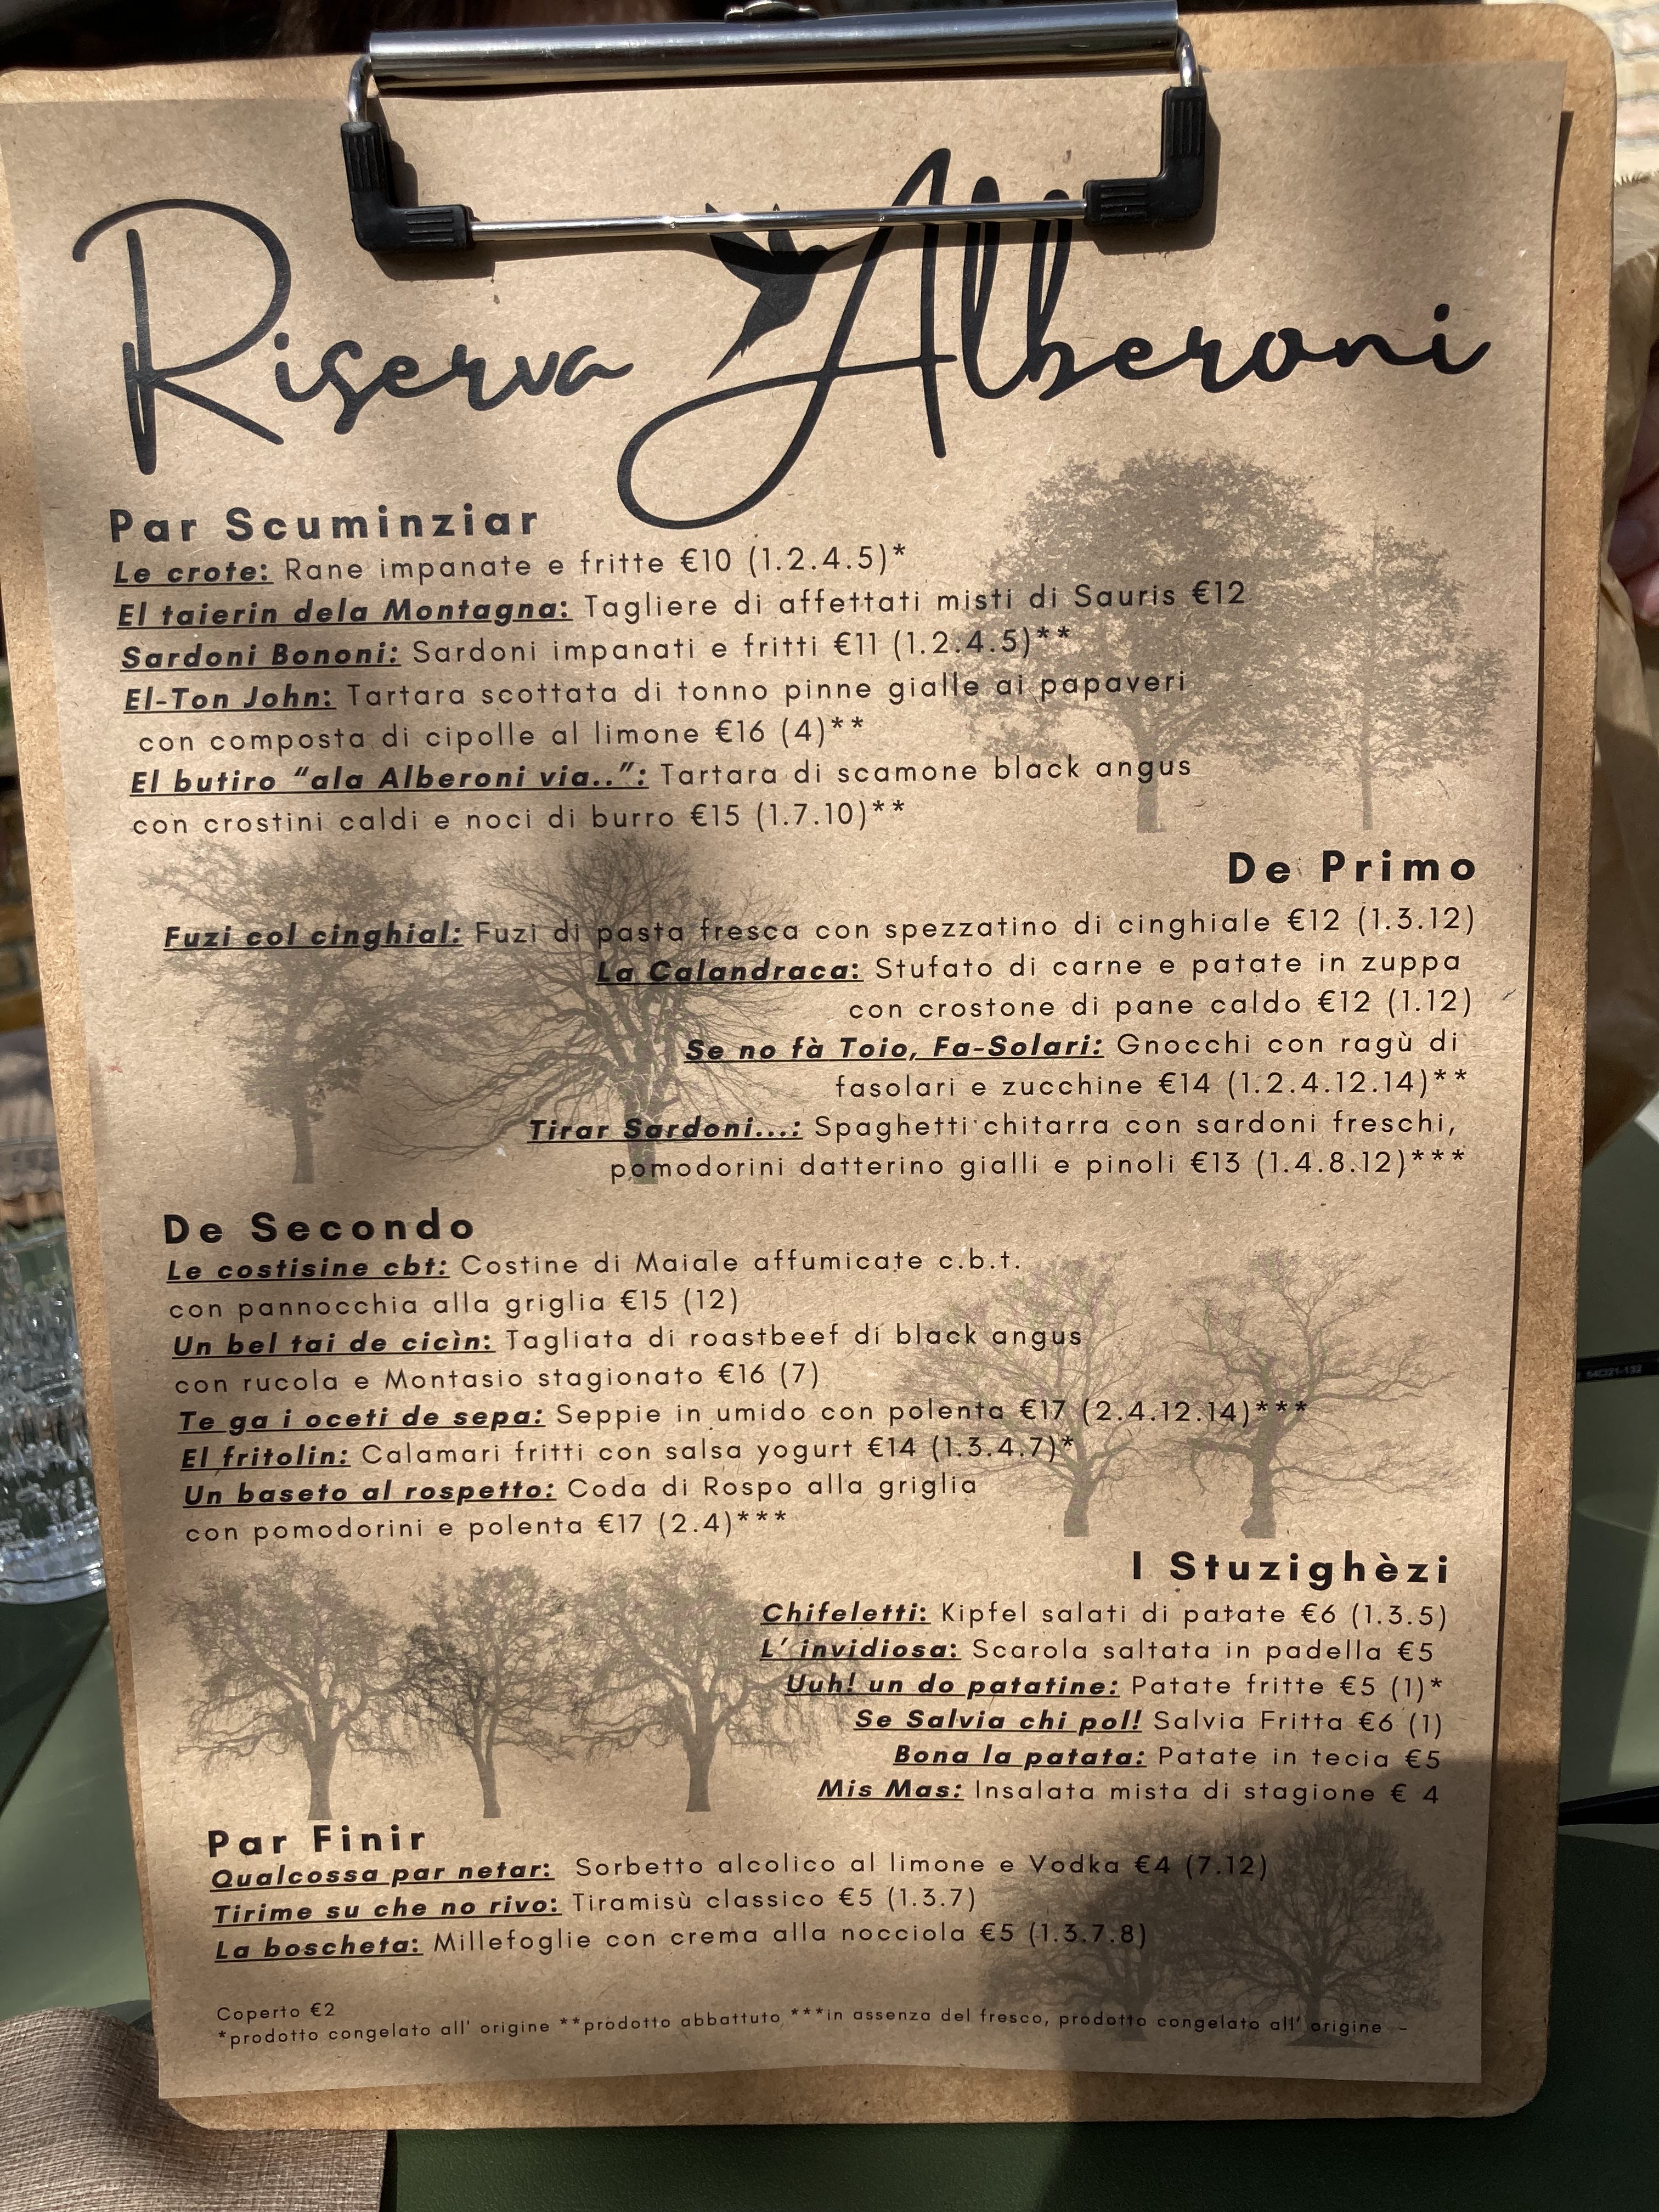 Riserva Alberoni
Par Scuminziar
Le crote: Rane impanate e fritte €10 (1.2.4.5)*
El taierin dela Montagna: Tagliere di affettati misti di Sauris €12
Sardoni Bononi: Sardoni impanati e fritti €11 (1.2.4.5)**
El-Ton John: Tartara scottata di tonno pinne gialle ai papaveri
con composta di cipolle al limone €16 (4)**
El butiro “ala Alberoni via..”: Tartara di scamone black angus
con crostini caldi e noci di burro €15 (1.7.10)**
De Primo
Fuzi col cinghial: Fuzi di pasta fresca con spezzatino di cinghiale €12 (1.3.12)
La Calandraca: Stufato di carne e patate in zuppa
con crostone di pane caldo €12 (1.12)
Se no fà Toio, Fa-Solari: Gnocchi con ragù di
fasolari e zucchine €14 (1.2.4.12.14)**
Tirar Sardoni...: Spaghetti chitarra con sardoni freschi,
pomodorini datterino gialli e pinoli €13 (1.4.8.12)***
De Secondo
Le costisine cbt: Costine di Maiale affumicate c.b.t.
con pannocchia alla griglia €15 (12)
Un bel tai de cicìn: Tagliata di roastbeef di black angus
con rucola e Montasio stagionato €16 (7)
Te ga i oceti de sepa: Seppie in umido con polenta €17 (2.4.12.14)***
El fritolin: Calamari fritti con salsa yogurt €14 (1.3.4.7)*
Un baseto al rospetto: Coda di Rospo alla griglia
con pomodorini e polenta €17 (2.4)***
I Stuzighèzi
Chifeletti: Kipfel salati di patate €6 (1.3.5)
L’ invidiosa: Scarola saltata in padella €5
Uuh! un do patatine: Patate fritte €5 (1)*
Se Salvia chi pol! Salvia Fritta €6 (1)
Bona la patata: Patate in tecia €5
Mis Mas: Insalata mista di stagione € 4
Par Finir
Qualcossa par netar: Sorbetto alcolico al limone e Vodka €4 (7.12)
Tirime su che no rivo: Tiramisù classico €5 (1.3.7)
La boscheta: Millefoglie con crema alla nocciola €5 (1.3.7.8)
Coperto €2
*prodotto congelato all' origine **prodotto abbattuto ***in assenza del fresco, prodotto congelato all' origine -